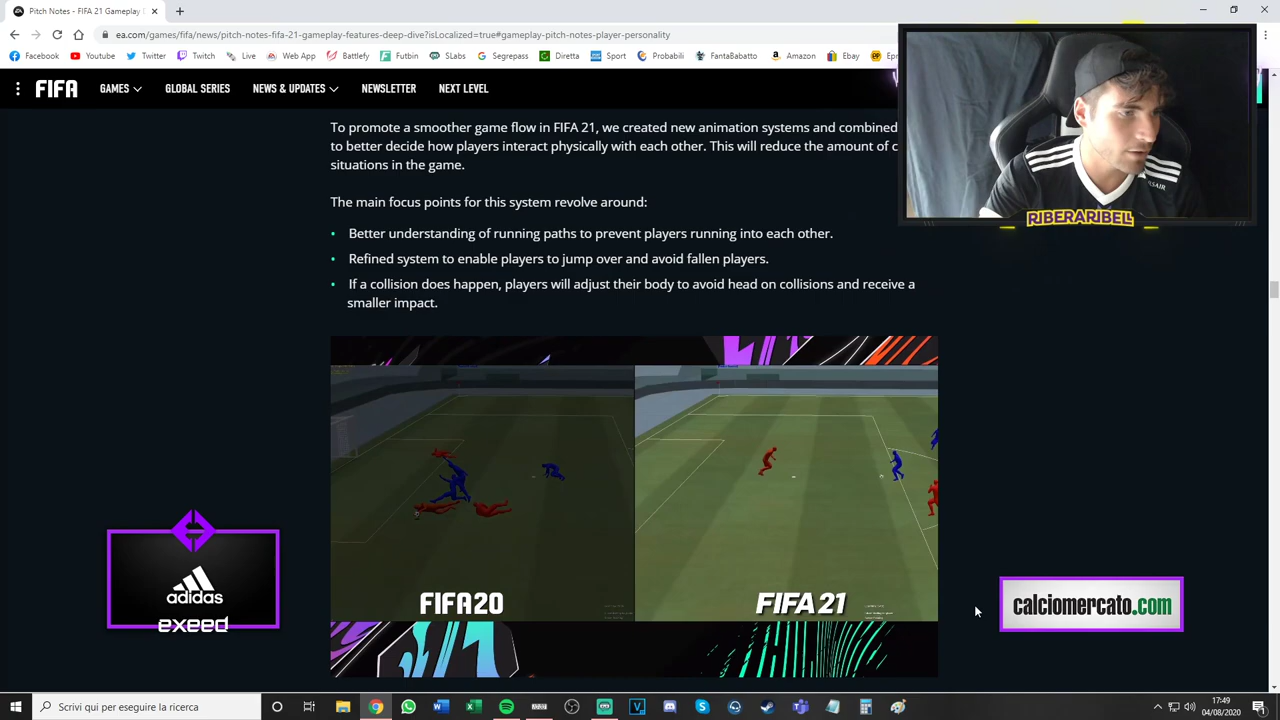 Pitch Notes - FIFA 21 Gameplay
ea.com/games/fifa/news/pitch-notes-fifa-21-gameplay-features-deep-dive?isLocalized=true#gameplay-pitch-notes-player-personality
Facebook Youtube Twitter Twitch Live Web App Battlefy Futbin Slabs Segrepass Diretta Sport Probabili FantaBabatto Amazon Ebay
FIFA GAMES GLOBAL SERIES NEWS & UPDATES NEWSLETTER NEXT LEVEL
To promote a smoother game flow in FIFA 21, we created new animation systems and combined
to better decide how players interact physically with each other. This will reduce the amount of
situations in the game.
The main focus points for this system revolve around:
• Better understanding of running paths to prevent players running into each other.
• Refined system to enable players to jump over and avoid fallen players.
• If a collision does happen, players will adjust their body to avoid head on collisions and receive a
smaller impact.
CORSAIR
RIBERARIBELL
FIFA 20
FIFA 21
adidas
exeed
calciomercato.com
Scrivi qui per eseguire la ricerca
17:49
04/08/2020